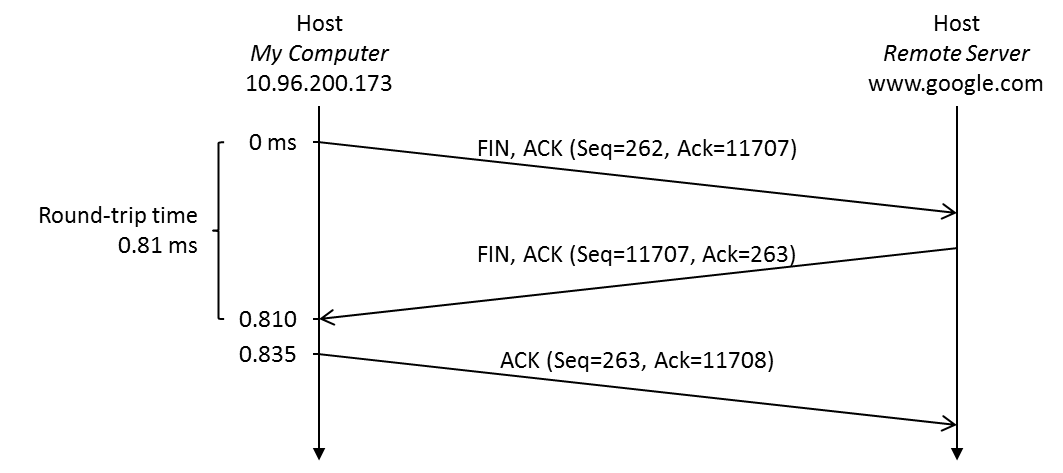 Host
My Computer
10.96.200.173
Host
Remote Server
www.google.com
0 ms
FIN, ACK (Seq=262, Ack=11707)
Round-trip time
0.81 ms
FIN, ACK (Seq=11707, Ack=263)
0.810
0.835
ACK (Seq=263, Ack=11708)